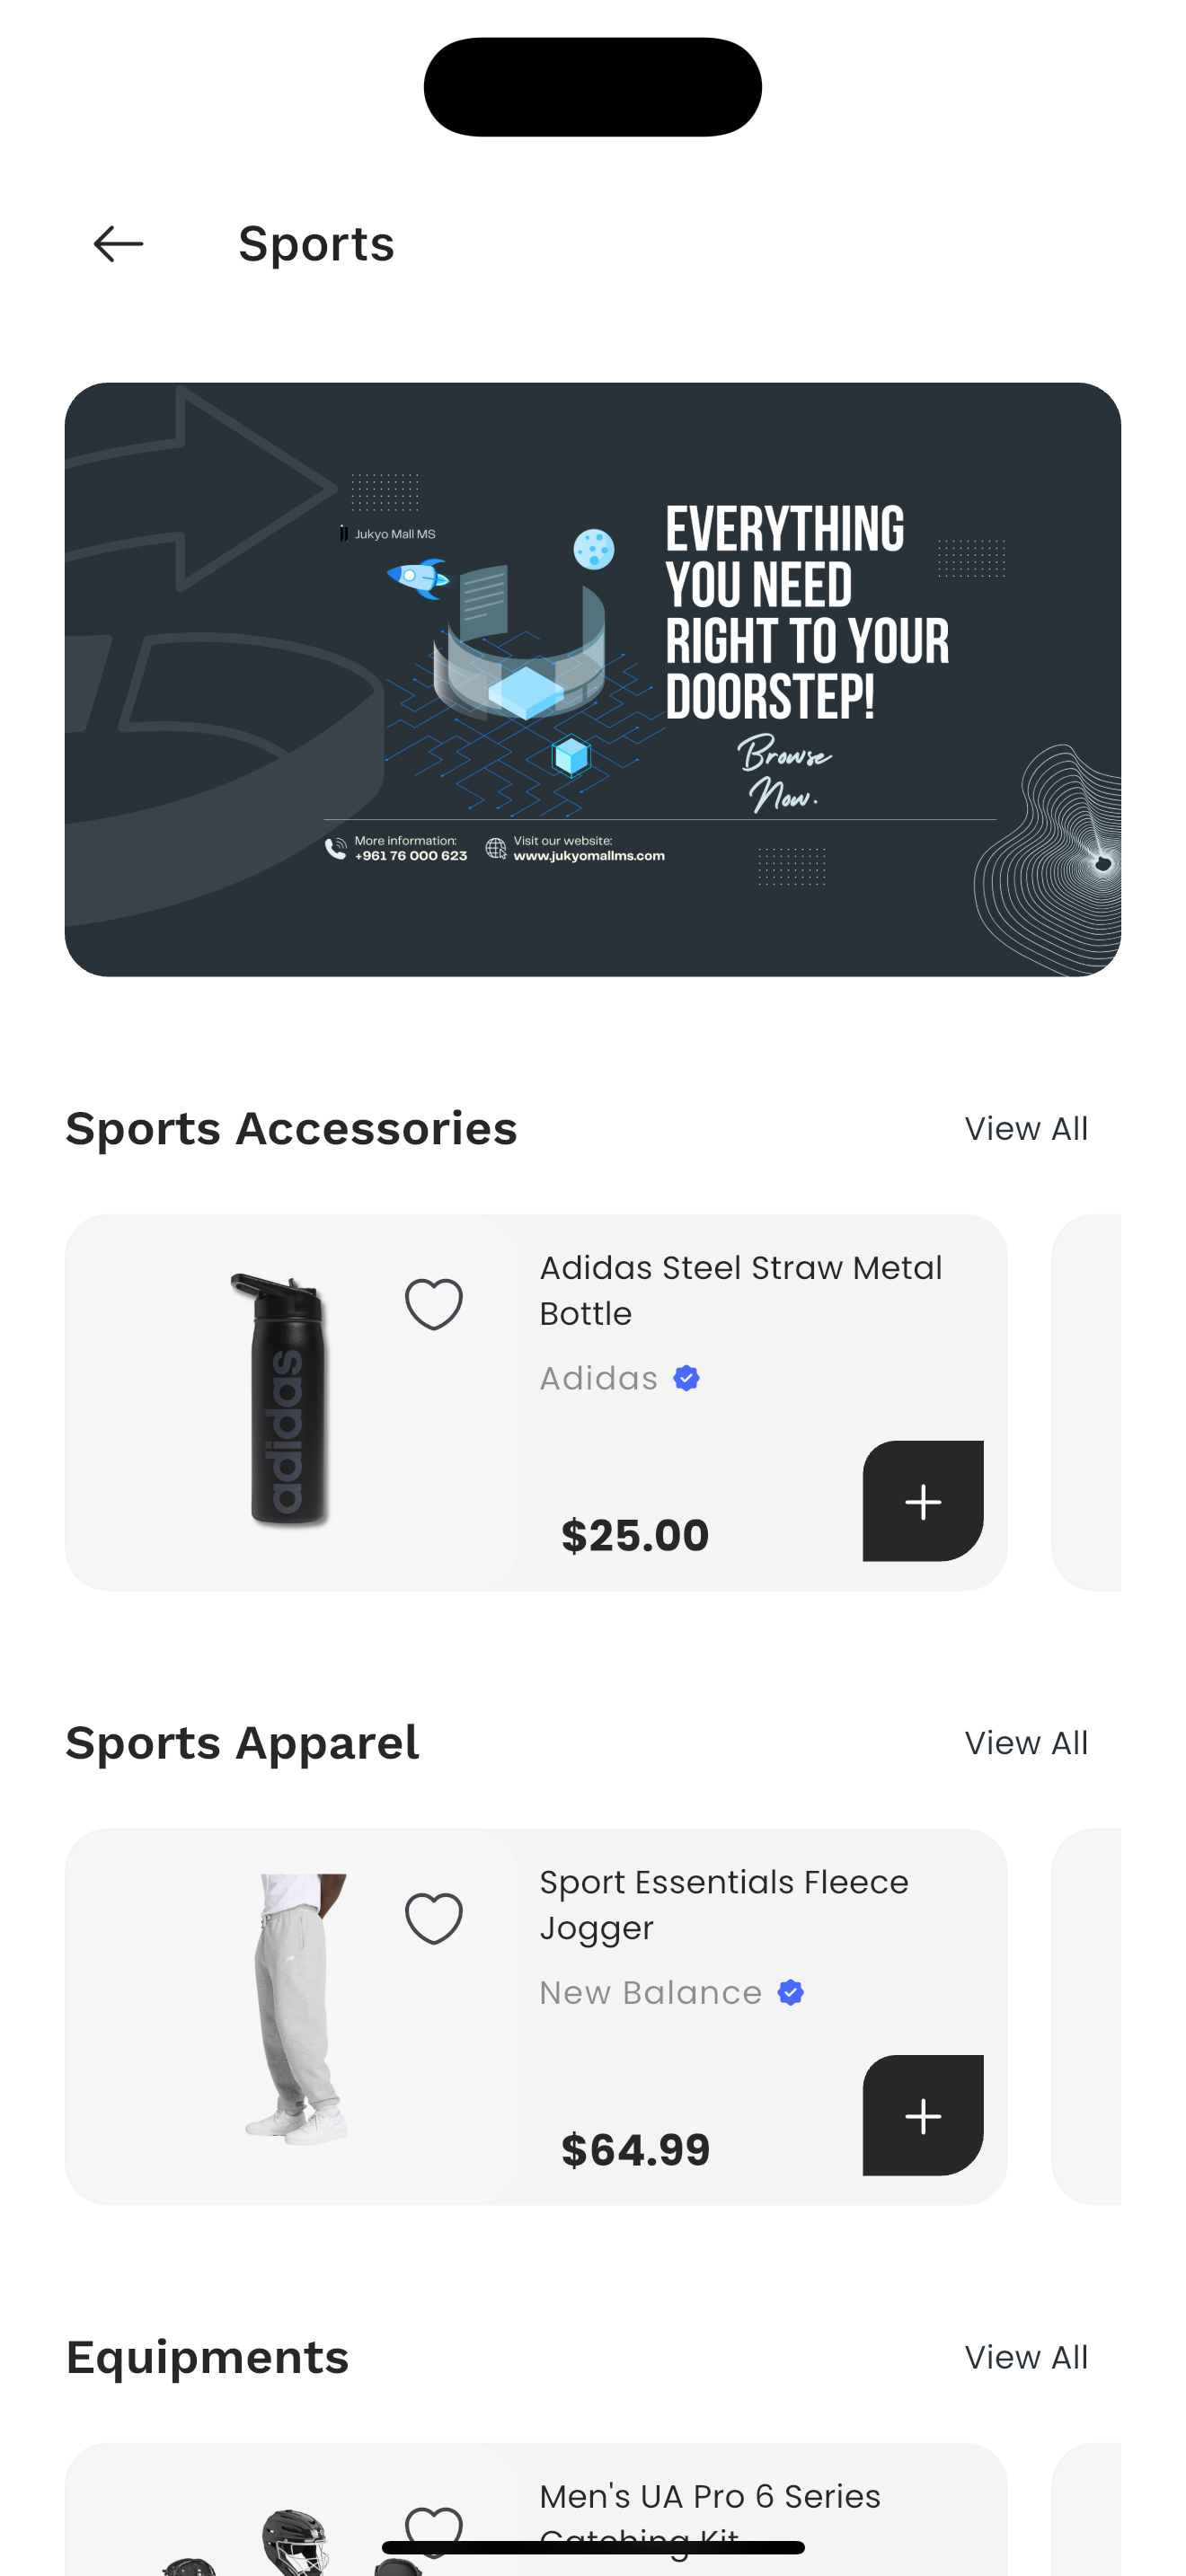 Sports
Jukyo Mall MS
EVERYTHING
YOU NEED
RIGHT TO YOUR
DOORSTEP!
Browse
Now.
More information:
+961 76 000 623
Visit our website:
www.jukyomallms.com
Sports Accessories
View All
adidas
Adidas Steel Straw Metal
Bottle
Adidas
$25.00
Sports Apparel
View All
Sport Essentials Fleece
Jogger
New Balance
$64.99
Equipments
View All
Men's UA Pro 6 Series
Catching Kit